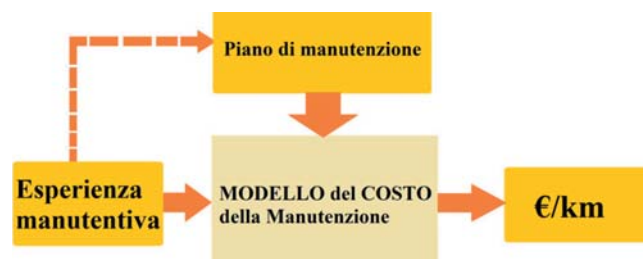 Piano di manutenzione
Esperienza
manutentiva
MODELLO del COSTO
della Manutenzione
€/km